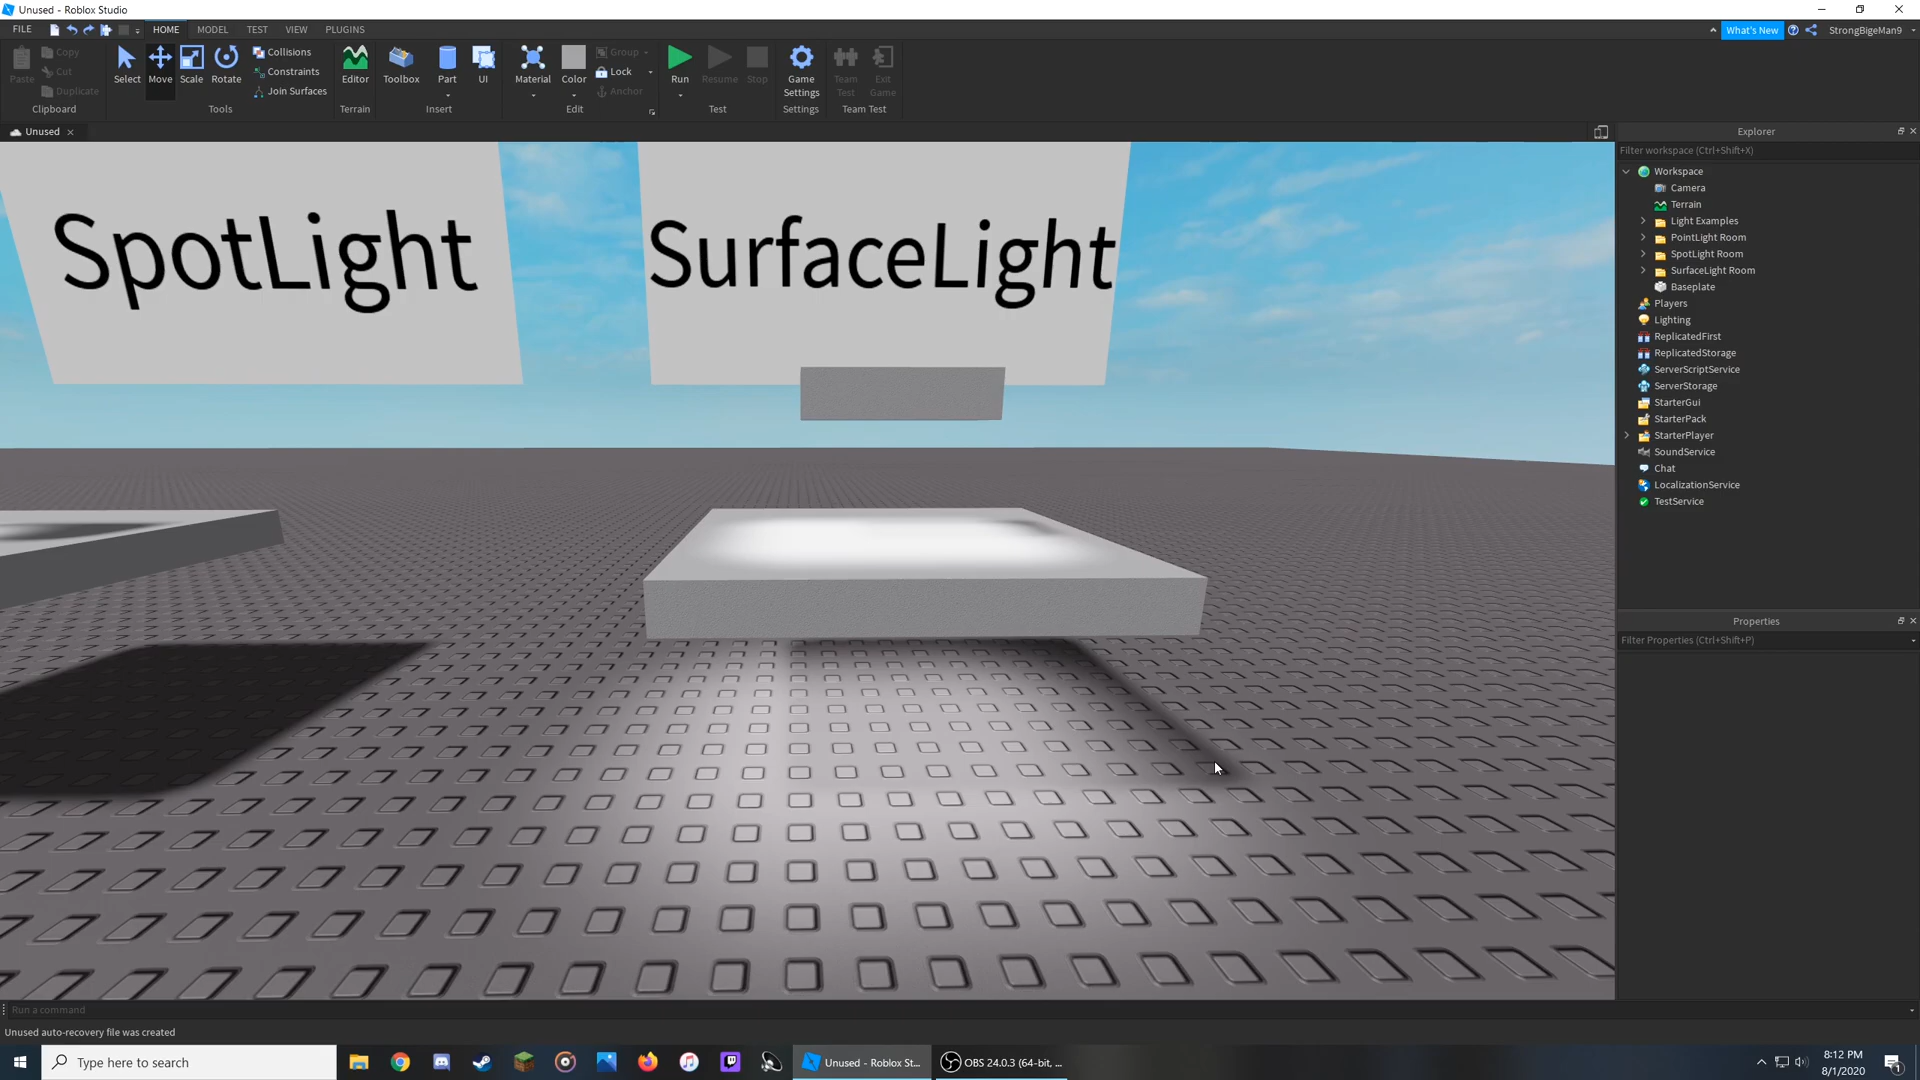 Unused - Roblox Studio
FILE
HOME
MODEL
TEST
VIEW
PLUGINS
What's New
StrongBigeMan9
Paste
Copy
Cut
Duplicate
Clipboard
Select
Move
Scale
Rotate
Collisions
Constraints
Join Surfaces
Tools
Editor
Terrain
Toolbox
Part
UI
Insert
Material
Color
Group
Lock
Anchor
Edit
Run
Resume
Stop
Test
Game
Settings
Settings
Team
Test
Exit
Game
Team Test
Unused
SpotLight
SurfaceLight
Explorer
Filter workspace (Ctrl+Shift+X)
Workspace
Camera
Terrain
Light Examples
PointLight Room
SpotLight Room
SurfaceLight Room
Baseplate
Players
Lighting
ReplicatedFirst
ReplicatedStorage
ServerScriptService
ServerStorage
StarterGui
StarterPack
StarterPlayer
SoundService
Chat
LocalizationService
TestService
Properties
Filter Properties (Ctrl+Shift+P)
Run a command
Unused auto-recovery file was created
Type here to search
Unused - Roblox St...
OBS 24.0.3 (64-bit, ...
8:12 PM
8/1/2020
1